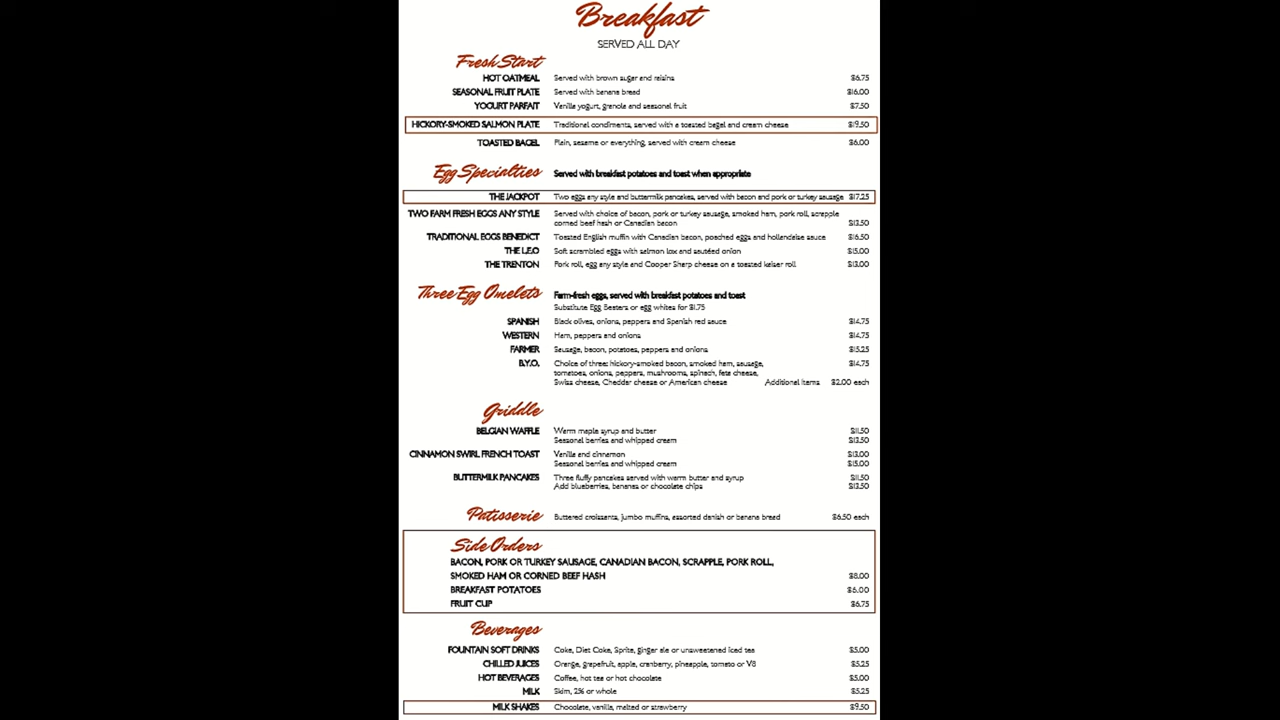 Breakfast
SERVED ALL DAY
Fresh Start
HOT OATMEAL Served with brown sugar and raisins $6.75
SEASONAL FRUIT PLATE Served with banana bread $16.00
YOGURT PARFAIT Vanilla yogurt, granola and seasonal fruit $7.50
HICKORY-SMOKED SALMON PLATE Traditional condiments, served with a toasted bagel and cream cheese $19.50
TOASTED BAGEL Plain, sesame or everything, served with cream cheese $6.00
Egg Specialties Served with breakfast potatoes and toast when appropriate
THE JACKPOT Two eggs any style and buttermilk pancakes, served with bacon and pork or turkey sausage $17.25
TWO FARM FRESH EGGS ANY STYLE Served with choice of bacon, pork or turkey sausage, smoked ham, pork roll, scrapple
corned beef hash or Canadian bacon $13.50
TRADITIONAL EGGS BENEDICT Toasted English muffin with Canadian bacon, poached eggs and hollandaise sauce $16.50
THE L.E.O Soft scrambled eggs with salmon lox and sautéed onion $15.00
THE TRENTON Pork roll, egg any style and Cooper Sharp cheese on a toasted kaiser roll $13.00
Three Egg Omelets Farm-fresh eggs, served with breakfast potatoes and toast
Substitute Egg Beaters or egg whites for $1.75
SPANISH Black olives, onions, peppers and Spanish red sauce $14.75
WESTERN Ham, peppers and onions $14.75
FARMER Sausage, bacon, potatoes, peppers and onions $15.25
B.Y.O. Choice of three: hickory-smoked bacon, smoked ham, sausage, $14.75
tomatoes, onions, peppers, mushrooms, spinach, feta cheese,
Swiss cheese, Cheddar cheese or American cheese Additional items $2.00 each
Griddle
BELGIAN WAFFLE Warm maple syrup and butter $11.50
Seasonal berries and whipped cream $13.50
CINNAMON SWIRL FRENCH TOAST Vanilla and cinnamon $13.00
Seasonal berries and whipped cream $15.00
BUTTERMILK PANCAKES Three fluffy pancakes served with warm butter and syrup $11.50
Add blueberries, bananas or chocolate chips $13.50
Patisserie Buttered croissants, jumbo muffins, assorted danish or banana bread $6.50 each
Side Orders
BACON, PORK OR TURKEY SAUSAGE, CANADIAN BACON, SCRAPPLE, PORK ROLL,
SMOKED HAM OR CORNED BEEF HASH $8.00
BREAKFAST POTATOES $6.00
FRUIT CUP $6.75
Beverages
FOUNTAIN SOFT DRINKS Coke, Diet Coke, Sprite, ginger ale or unsweetened iced tea $5.00
CHILLED JUICES Orange, grapefruit, apple, cranberry, pineapple, tomato or V8 $5.25
HOT BEVERAGES Coffee, hot tea or hot chocolate $5.00
MILK Skim, 2% or whole $5.25
MILK SHAKES Chocolate, vanilla, malted or strawberry $9.50